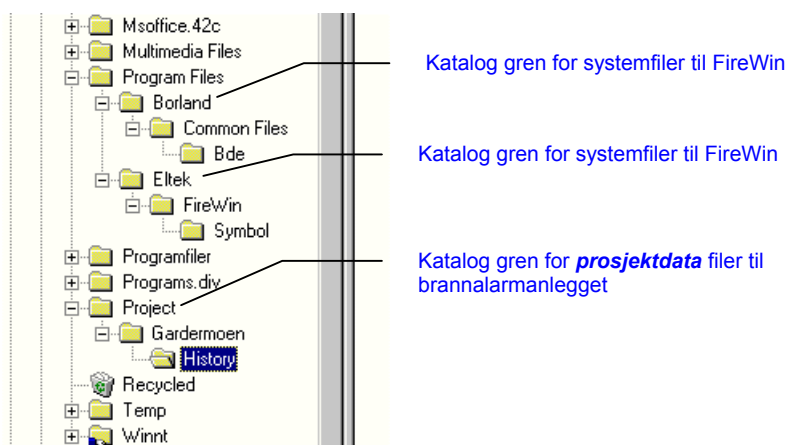 Msoffice.42c
Multimedia Files
Program Files
Borland
Common Files
Bde
Eltek
FireWin
Symbol
Programfiler
Programs.div
Project
Gardermoen
History
Recycled
Temp
Winnt
Katalog gren for systemfiler til FireWin
Katalog gren for systemfiler til FireWin
Katalog gren for prosjektdata filer til
brannalarmanlegget